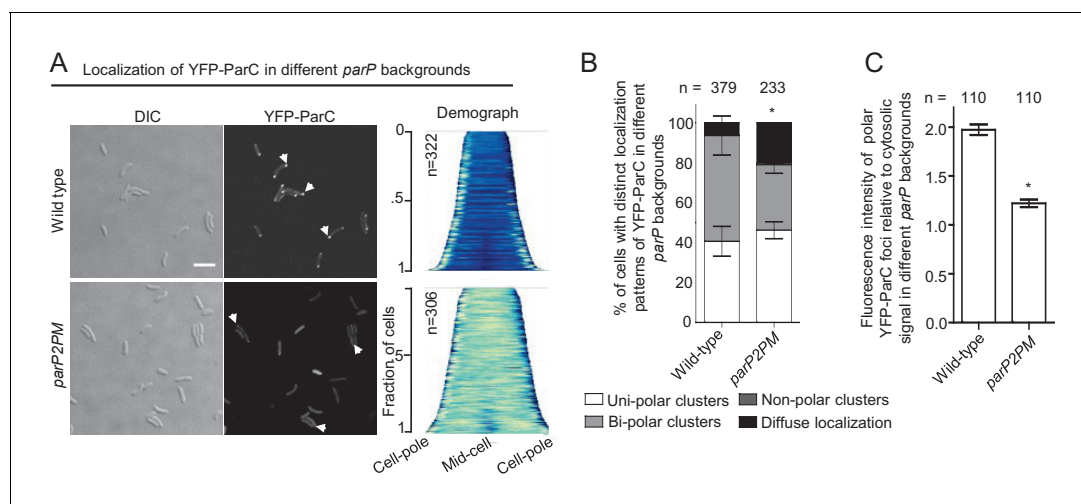 A
Localization of YFP-ParC in different parP backgrounds
DIC
YFP-ParC
Demograph
Wild type
parP2PM
n=322
0
.5
1
n=306
Fraction of cells
.5
1
Cell-pole
Mid-cell
Cell-pole
B
n = 379 233
*
% of cells with distinct localization
patterns of YFP-ParC in different
parP backgrounds
100
80
60
40
20
0
Wild-type
parP2PM
Uni-polar clusters
Non-polar clusters
Bi-polar clusters
Diffuse localization
C
n = 110 110
*
Fluorescence intensity of polar
YFP-ParC foci relative to cytosolic
signal in different parP backgrounds
2.0
1.5
1.0
0.5
0.0
Wild-type
parP2PM